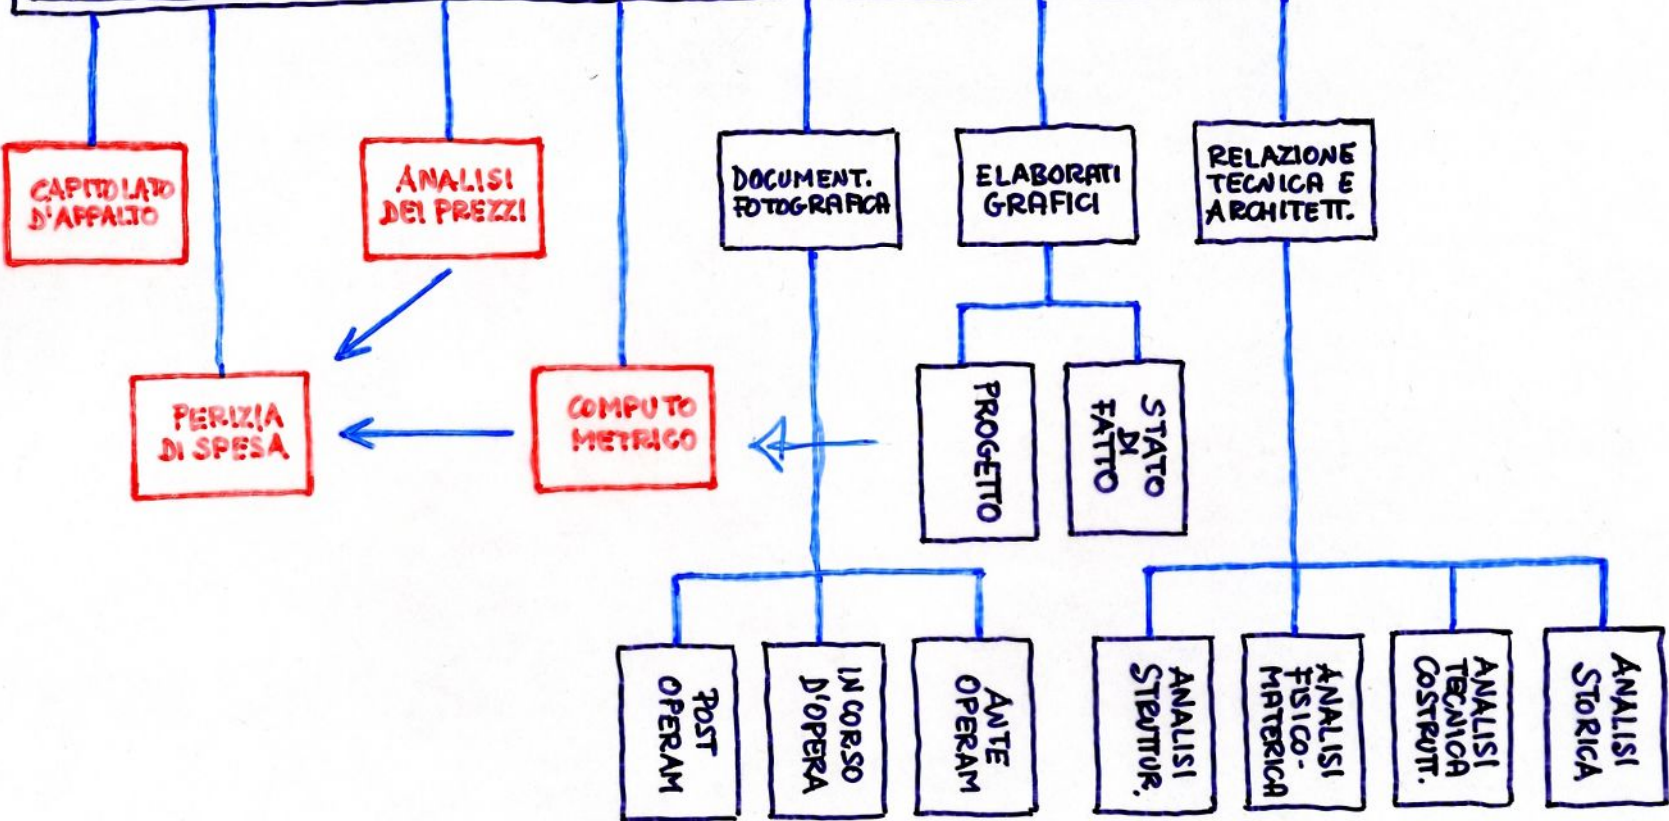 CAPITOLATO
D'APPALTO
ANALISI
DEI PREZZI
DOCUMENT.
FOTOGRAFICA
ELABORATI
GRAFICI
RELAZIONE
TECNICA E
ARCHITETT.
PERIZIA
DI SPESA
COMPUTO
METRICO
PROGETTO
STATO
DI
FATTO
POST
OPERAM
IN CORSO
D'OPERA
ANTE
OPERAM
ANALISI
STRUTTUR.
ANALISI
FISICO-
MATERICA
ANALISI
TECNICA
COSTRUTT.
ANALISI
STORICA